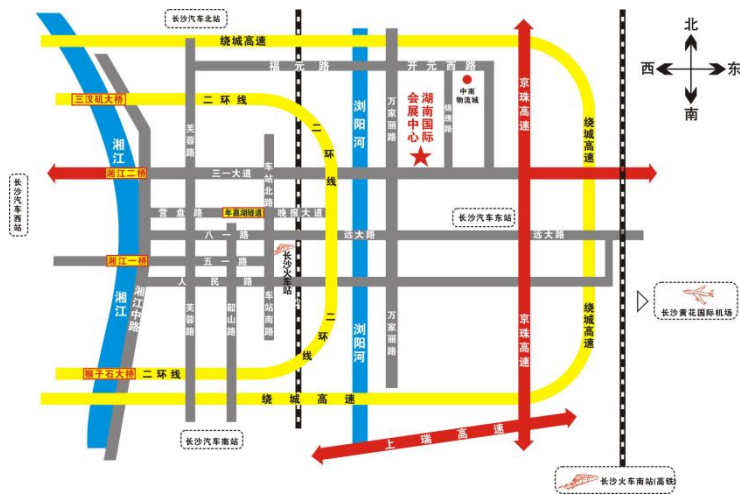 长沙汽车北站
北
西
东
南
绕城高速
福元路
开元西路
中南
物流城
三汊矶大桥
二环线
二环线
浏阳河
万家丽路
湖南国际
会展中心
锦绣路
京珠高速
绕城高速
湘江
芙蓉路
车站北路
长沙汽车西站
湘江二桥
三一大道
营盘路
年嘉湖隧道
晚报大道
长沙汽车东站
八一路
远大路
远大路
湘江一桥
五一路
长沙火车站
人民路
湘江
湘江中路
芙蓉路
韶山路
车站南路
二环线
浏阳河
万家丽路
京珠高速
绕城高速
长沙黄花国际机场
猴子石大桥
二环线
绕城高速
长沙汽车南站
上瑞高速
长沙火车南站(高铁)